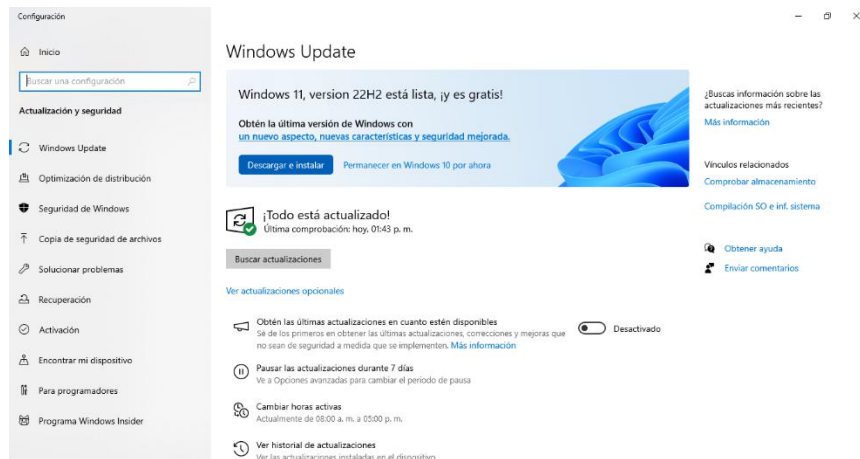 Configuración
Inicio
Buscar una configuración
Actualización y seguridad
Windows Update
Optimización de distribución
Seguridad de Windows
Copia de seguridad de archivos
Solucionar problemas
Recuperación
Activación
Encontrar mi dispositivo
Para programadores
Programa Windows Insider
Windows Update
Windows 11, version 22H2 está lista, ¡y es gratis!
Obtén la última versión de Windows con
un nuevo aspecto, nuevas características y seguridad mejorada.
Descargar e instalar Permanecer en Windows 10 por ahora
¡Todo está actualizado!
Última comprobación: hoy, 01:43 p. m.
Buscar actualizaciones
Ver actualizaciones opcionales
Obtén las últimas actualizaciones en cuanto estén disponibles
Sé de los primeros en obtener las últimas actualizaciones, correcciones y mejoras que
no sean de seguridad a medida que se implementen. Más información
Desactivado
Pausar las actualizaciones durante 7 días
Ve a Opciones avanzadas para cambiar el período de pausa
Cambiar horas activas
Actualmente de 08:00 a. m. a 05:00 p. m.
Ver historial de actualizaciones
Ver las actualizaciones instaladas en el dispositivo
¿Buscas información sobre las
actualizaciones más recientes?
Más información
Vínculos relacionados
Comprobar almacenamiento
Compilación SO e inf. sistema
Obtener ayuda
Enviar comentarios